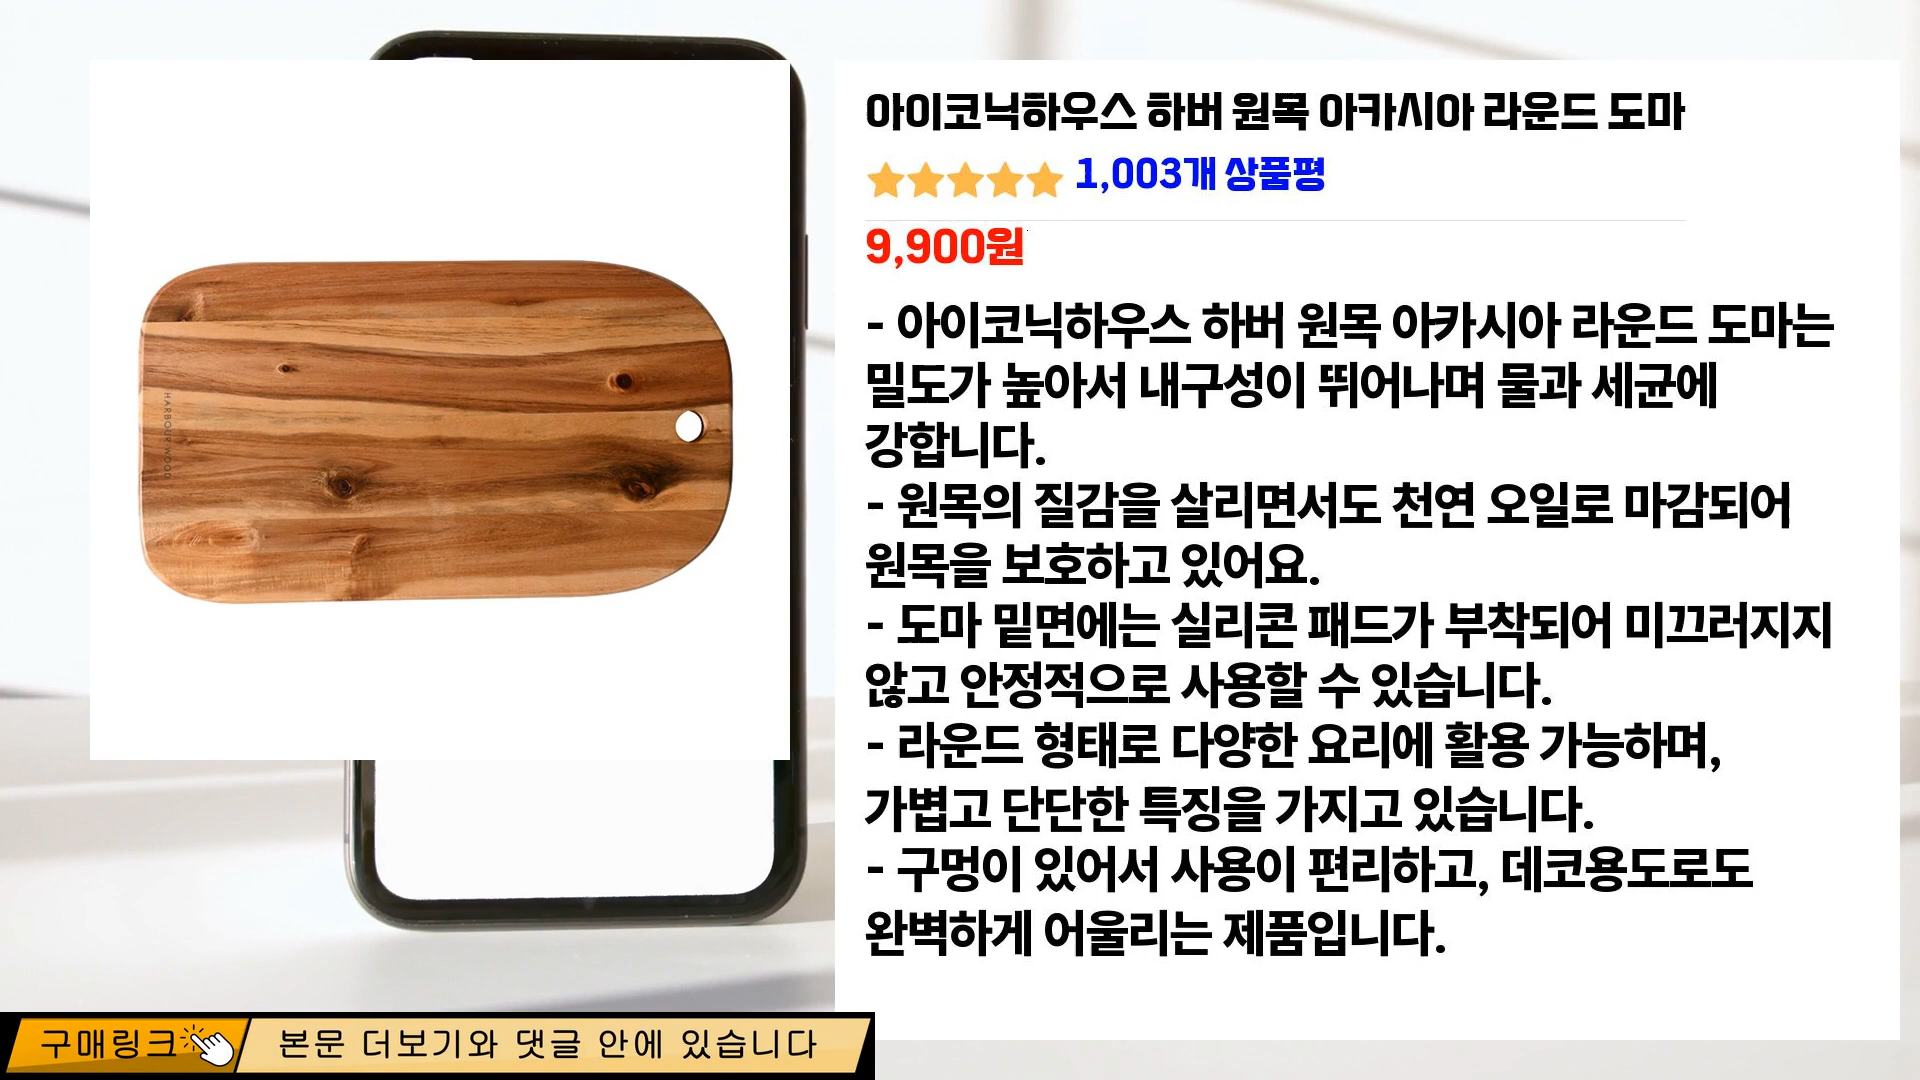 아이코닉하우스 하버 원목 아카시아 라운드 도마
1,003개 상품평
9,900원
- 아이코닉하우스 하버 원목 아카시아 라운드 도마는
밀도가 높아서 내구성이 뛰어나며 물과 세균에
강합니다.
- 원목의 질감을 살리면서도 천연 오일로 마감되어
원목을 보호하고 있어요.
- 도마 밑면에는 실리콘 패드가 부착되어 미끄러지지
않고 안정적으로 사용할 수 있습니다.
- 라운드 형태로 다양한 요리에 활용 가능하며,
가볍고 단단한 특징을 가지고 있습니다.
- 구멍이 있어서 사용이 편리하고, 데코용도로도
완벽하게 어울리는 제품입니다.
HARBOUR WOOD
구매링크
본문 더보기와 댓글 안에 있습니다